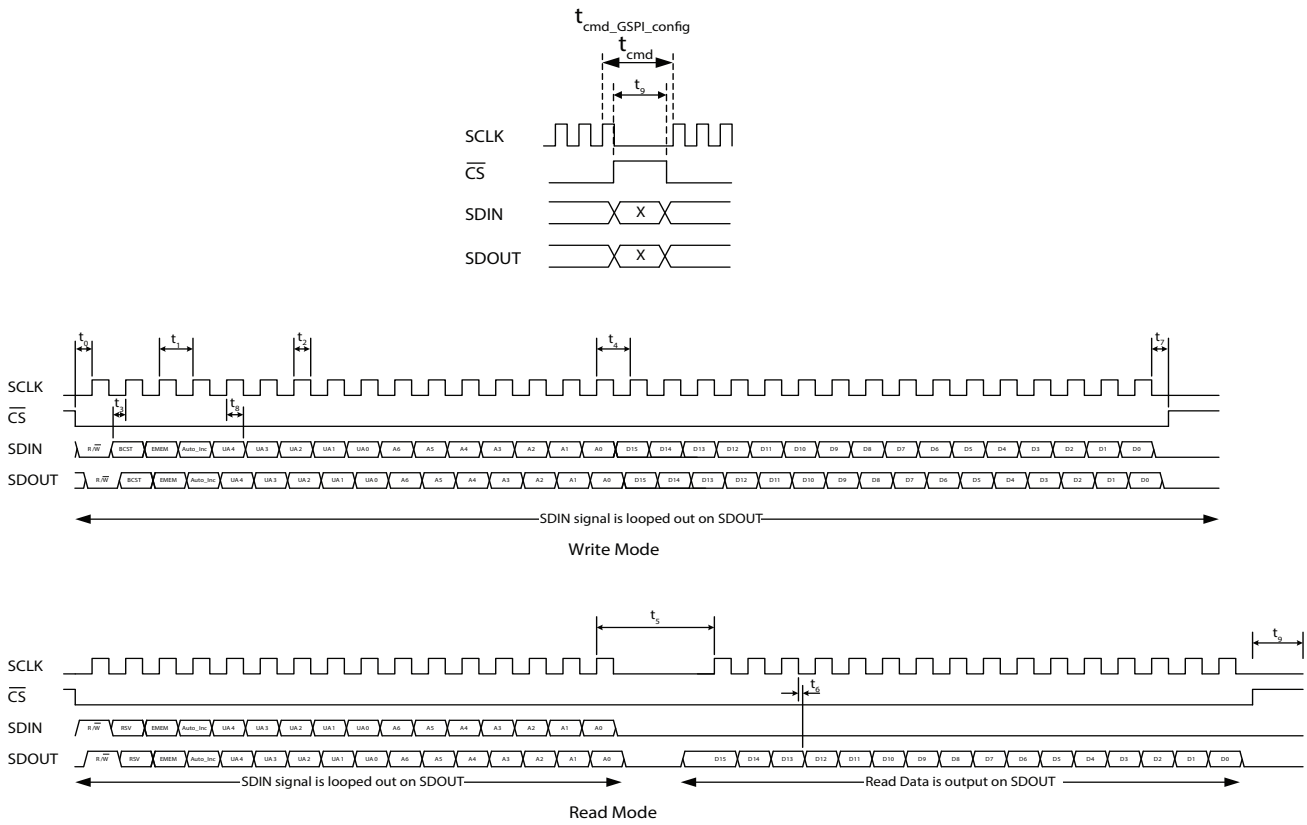 t cmd_GSPI_config
t cmd
t9
SCLK
CS
SDIN X
SDOUT X
t0 t1 t2 t4 t7
SCLK
t3 t8
CS
SDIN R/W BCST EMEM Auto_Inc UA4 UA3 UA2 UA1 UA0 A6 A5 A4 A3 A2 A1 A0 D15 D14 D13 D12 D11 D10 D9 D8 D7 D6 D5 D4 D3 D2 D1 D0
SDOUT R/W BCST EMEM Auto_Inc UA4 UA3 UA2 UA1 UA0 A6 A5 A4 A3 A2 A1 A0 D15 D14 D13 D12 D11 D10 D9 D8 D7 D6 D5 D4 D3 D2 D1 D0
SDIN signal is looped out on SDOUT
Write Mode
t5 t9
SCLK
t6
CS
SDIN R/W RSV EMEM Auto_Inc UA4 UA3 UA2 UA1 UA0 A6 A5 A4 A3 A2 A1 A0
SDOUT R/W RSV EMEM Auto_Inc UA4 UA3 UA2 UA1 UA0 A6 A5 A4 A3 A2 A1 A0 D15 D14 D13 D12 D11 D10 D9 D8 D7 D6 D5 D4 D3 D2 D1 D0
SDIN signal is looped out on SDOUT Read Data is output on SDOUT
Read Mode